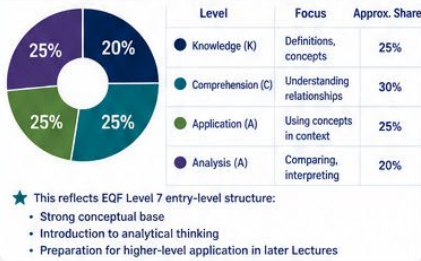 25%
20%
25%
25%
Level Focus Approx. Share
Knowledge (K) Definitions, concepts 25%
Comprehension (C) Understanding relationships 30%
Application (A) Using concepts in context 25%
Analysis (A) Comparing, interpreting 20%
This reflects EQF Level 7 entry-level structure:
• Strong conceptual base
• Introduction to analytical thinking
• Preparation for higher-level application in later Lectures